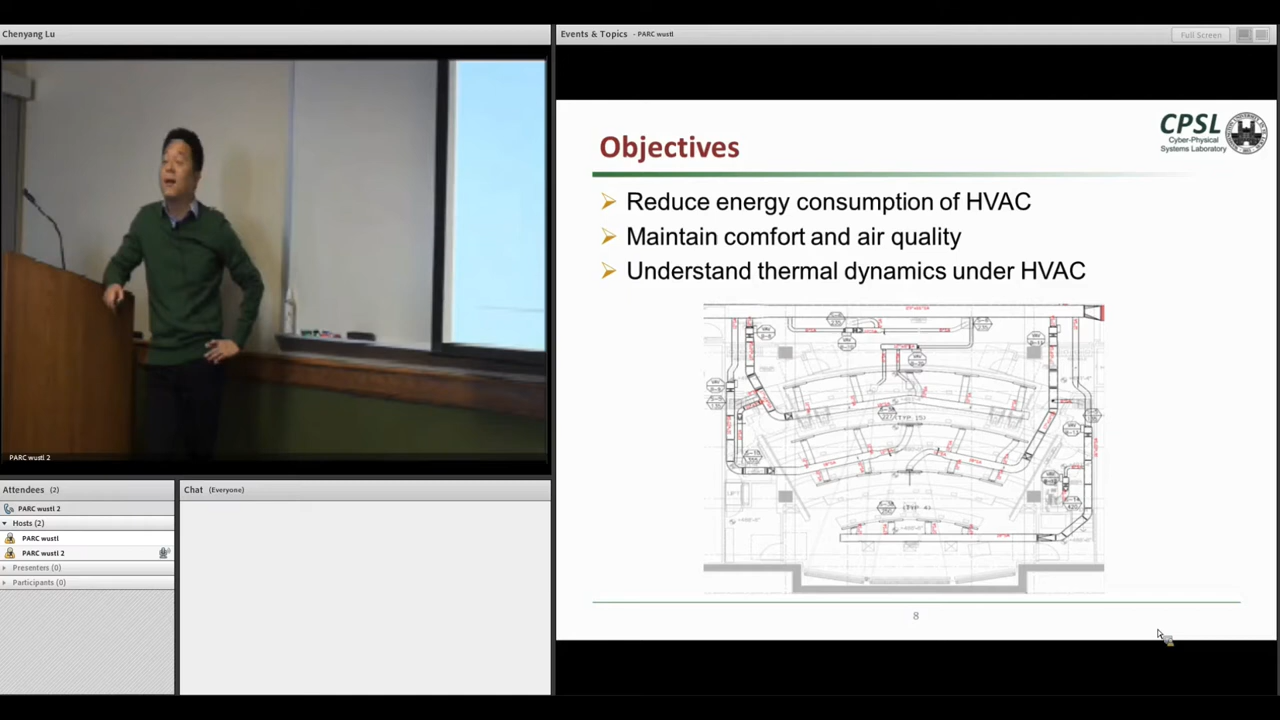 Chenyang Lu
Events & Topics - PARC wustl
Full Screen
Objectives
CPSL
Cyber-Physical
Systems Laboratory
Reduce energy consumption of HVAC
Maintain comfort and air quality
Understand thermal dynamics under HVAC
(TYP 4)
8
PARC wustl 2
Attendees (2)
PARC wustl 2
Hosts (2)
PARC wustl
PARC wustl 2
Presenters (0)
Participants (0)
Chat (Everyone)